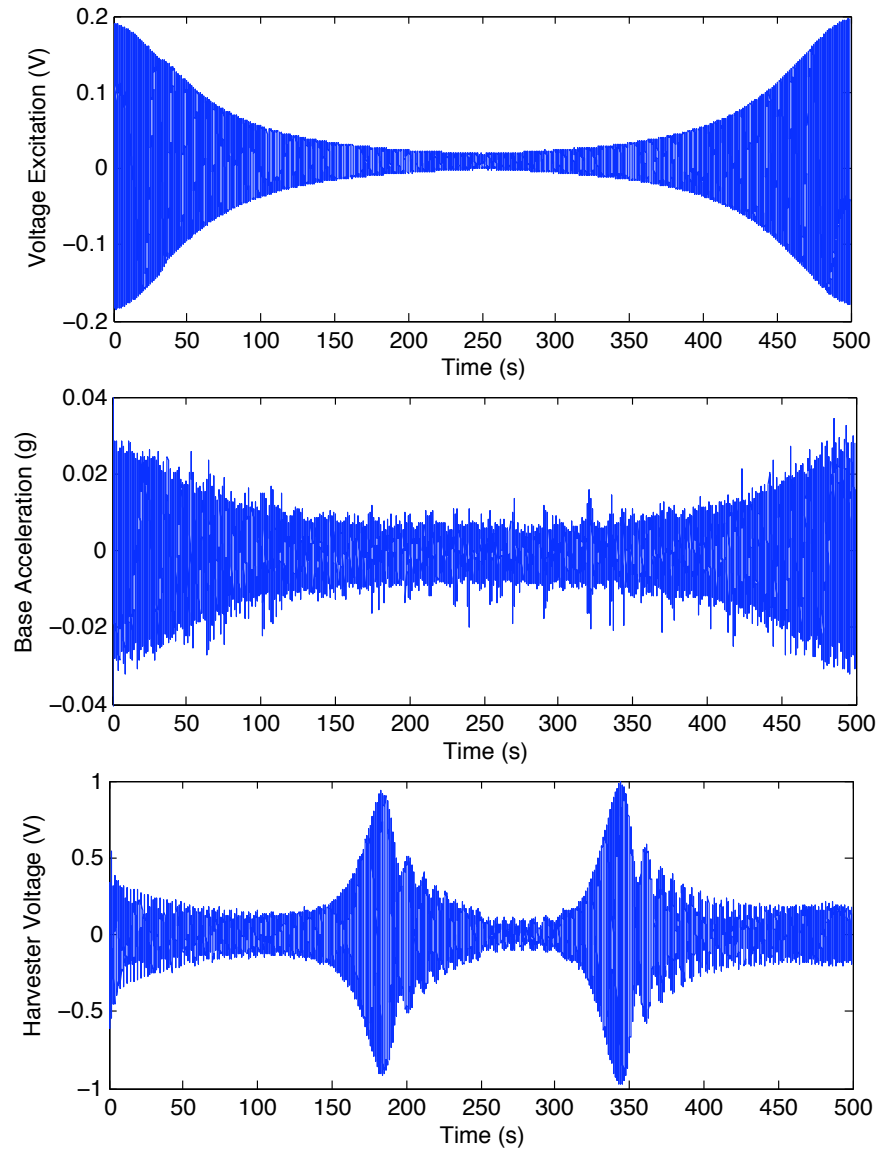 0.2
0.1
0
−0.1
−0.2
Voltage Excitation (V)
0 50 100 150 200 250 300 350 400 450 500
Time (s)
0.04
0.02
0
−0.02
−0.04
Base Acceleration (g)
0 50 100 150 200 250 300 350 400 450 500
Time (s)
1
0.5
0
−0.5
−1
Harvester Voltage (V)
0 50 100 150 200 250 300 350 400 450 500
Time (s)